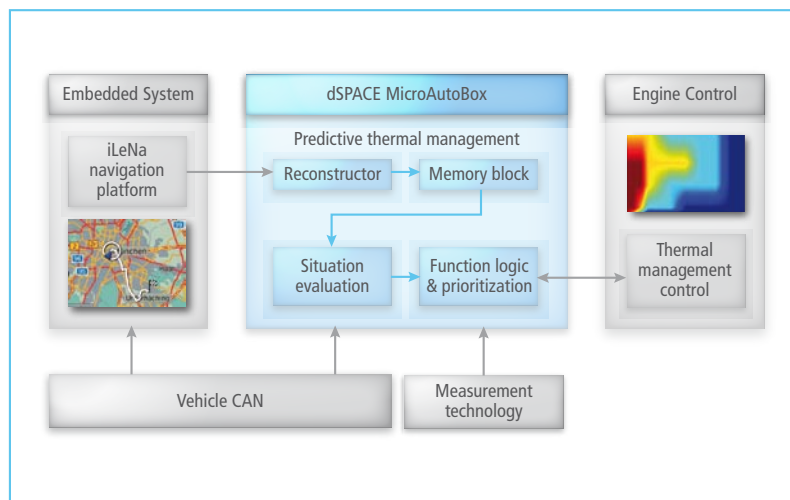 Embedded System
dSPACE MicroAutoBox
Engine Control
iLeNa
navigation
platform
Predictive thermal management
Reconstructor
Memory block
Situation
evaluation
Function logic
& prioritization
Thermal
management
control
Vehicle CAN
Measurement
technology